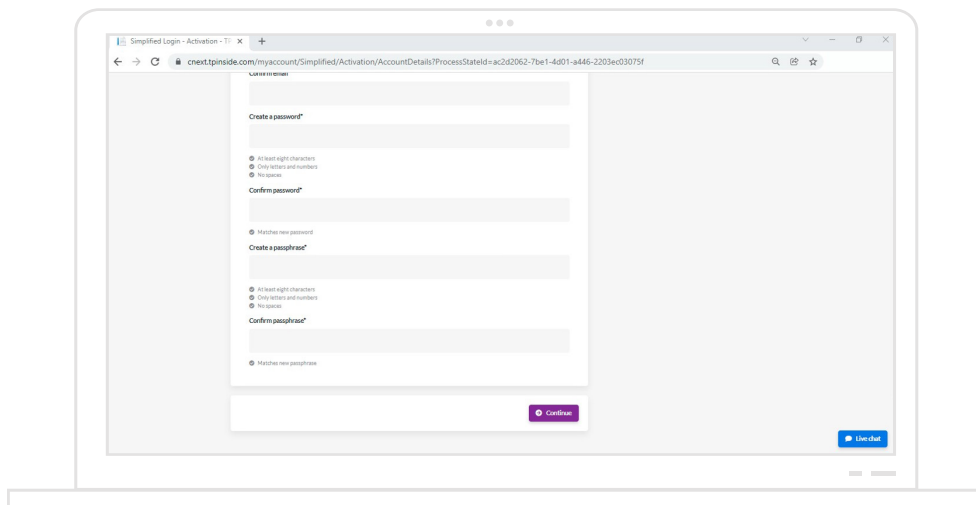 Simplified Login - Activation - TP
cnext.tpinside.com/myaccount/Simplified/Activation/AccountDetails?ProcessStateId=ac2d2062-7be1-4d01-a446-2203ec03075f
Confirm email
Create a password*
At least eight characters
Only letters and numbers
No spaces
Confirm password*
Matches new password
Create a passphrase*
At least eight characters
Only letters and numbers
No spaces
Confirm passphrase*
Matches new passphrase
Continue
Live chat